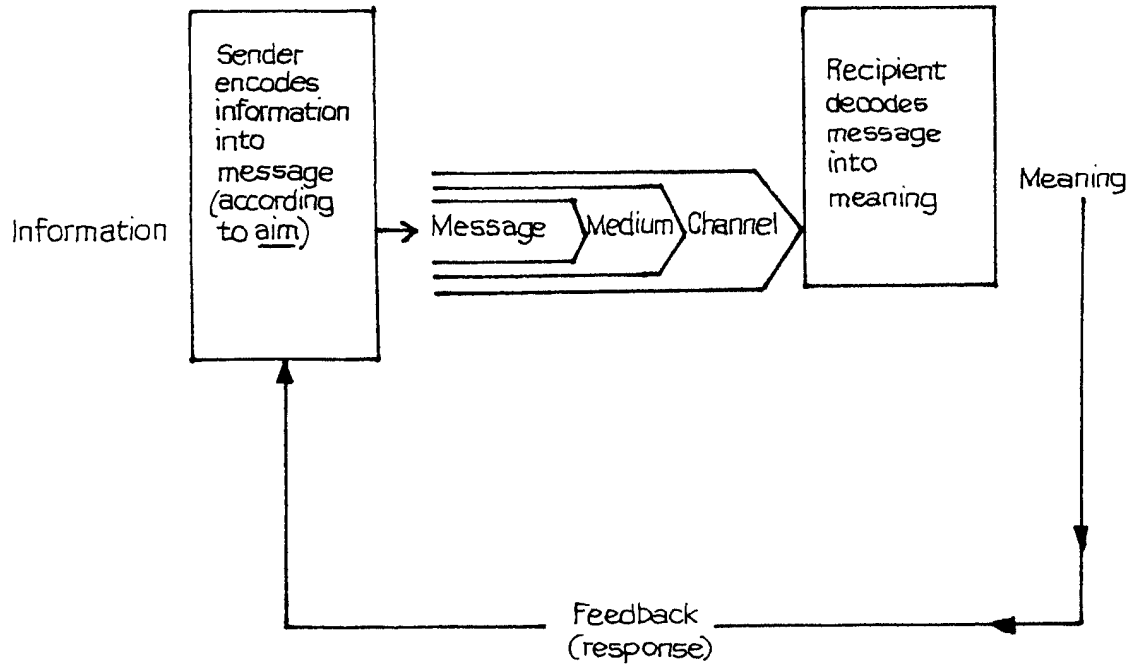 Information
Sender
encodes
information
into
message
(according
to aim)
Message
Medium
Channel
Recipient
decodes
message
into
meaning
Meaning
Feedback
(response)